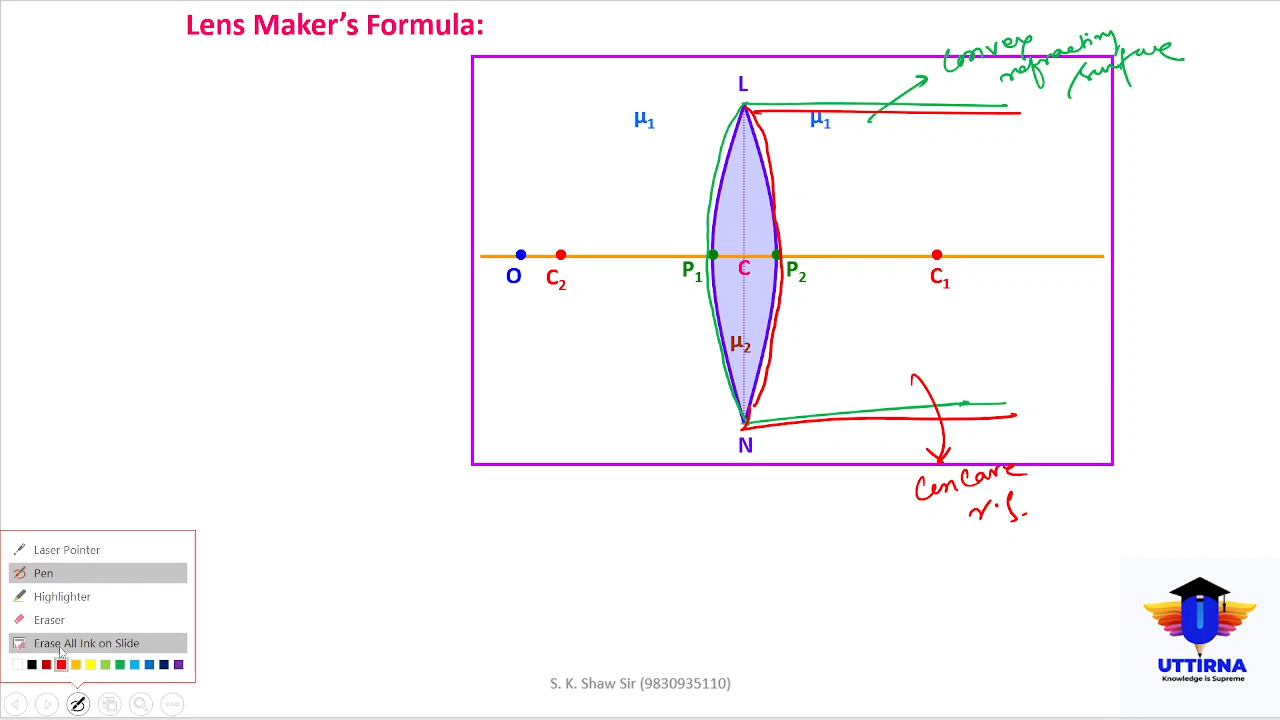 Lens Maker's Formula:
Convex
refracting
surface
L
μ1
μ1
O
C2
P1
C
P2
C1
μ2
N
Concave
r.s.
Laser Pointer
Pen
Highlighter
Eraser
Erase All Ink on Slide
U
UTTIRNA
Knowledge is Supreme
S. K. Shaw Sir (9830935110)